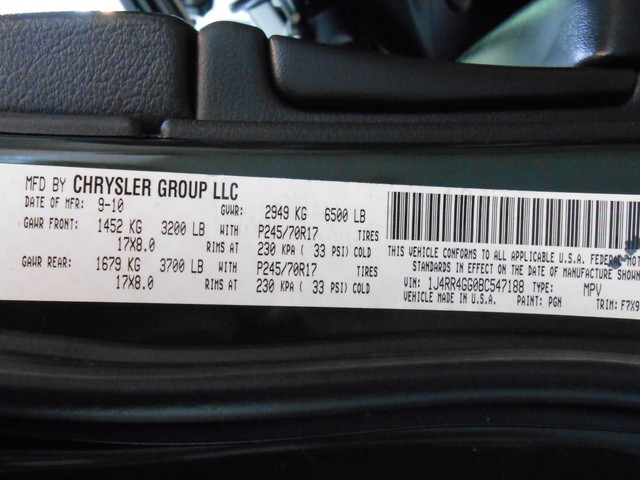 MFD BY CHRYSLER GROUP LLC
DATE OF MFR: 9-10 GVWR: 2949 KG 6500 LB
GAWR FRONT: 1452 KG 3200 LB WITH P245/70R17 TIRES
17X8.0 RIMS AT 230 KPA ( 33 PSI) COLD
GAWR REAR: 1679 KG 3700 LB WITH P245/70R17 TIRES
17X8.0 RIMS AT 230 KPA ( 33 PSI) COLD
THIS VEHICLE CONFORMS TO ALL APPLICABLE U.S.A. FEDERAL MOT
STANDARDS IN EFFECT ON THE DATE OF MANUFACTURE SHOWN
VIN: 1J4RR4GG0BC547188 TYPE: MPV
VEHICLE MADE IN U.S.A. PAINT: PGN TRIM: F7X9